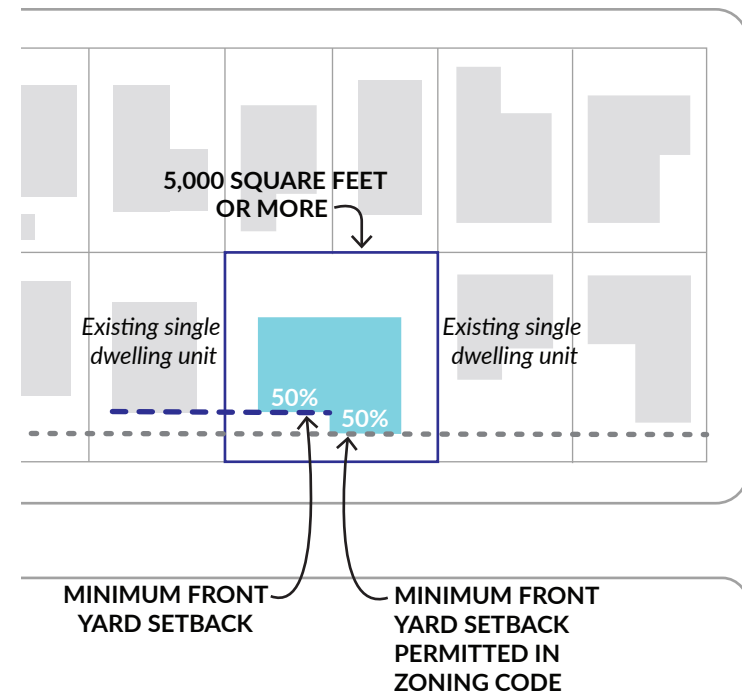 5,000 SQUARE FEET
OR MORE
Existing single
dwelling unit
Existing single
dwelling unit
50%
50%
MINIMUM FRONT
YARD SETBACK
MINIMUM FRONT
YARD SETBACK
PERMITTED IN
ZONING CODE